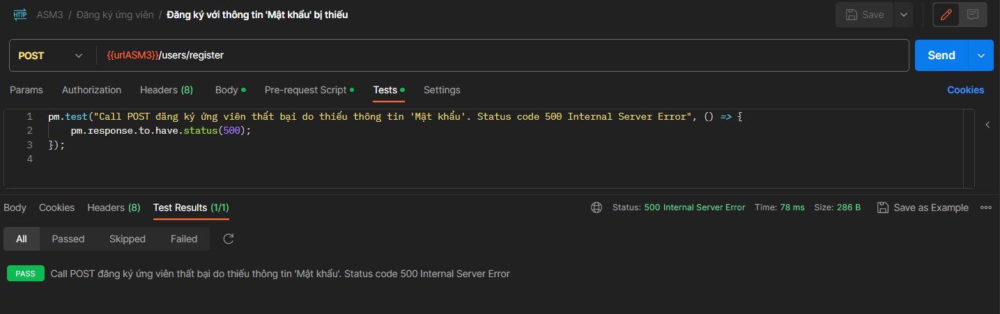 HTTP ASM3 / Đăng ký ứng viên / Đăng ký với thông tin 'Mật khẩu' bị thiếu Save
POST {{urlASM3}}/users/register Send
Params Authorization Headers (8) Body Pre-request Script Tests Settings Cookies
1 pm.test("Call POST đăng ký ứng viên thất bại do thiếu thông tin 'Mật khẩu'. Status code 500 Internal Server Error", () => {
2 pm.response.to.have.status(500);
3 });
4
Body Cookies Headers (8) Test Results (1/1) Status: 500 Internal Server Error Time: 78 ms Size: 286 B Save as Example
All Passed Skipped Failed
PASS Call POST đăng ký ứng viên thất bại do thiếu thông tin 'Mật khẩu'. Status code 500 Internal Server Error